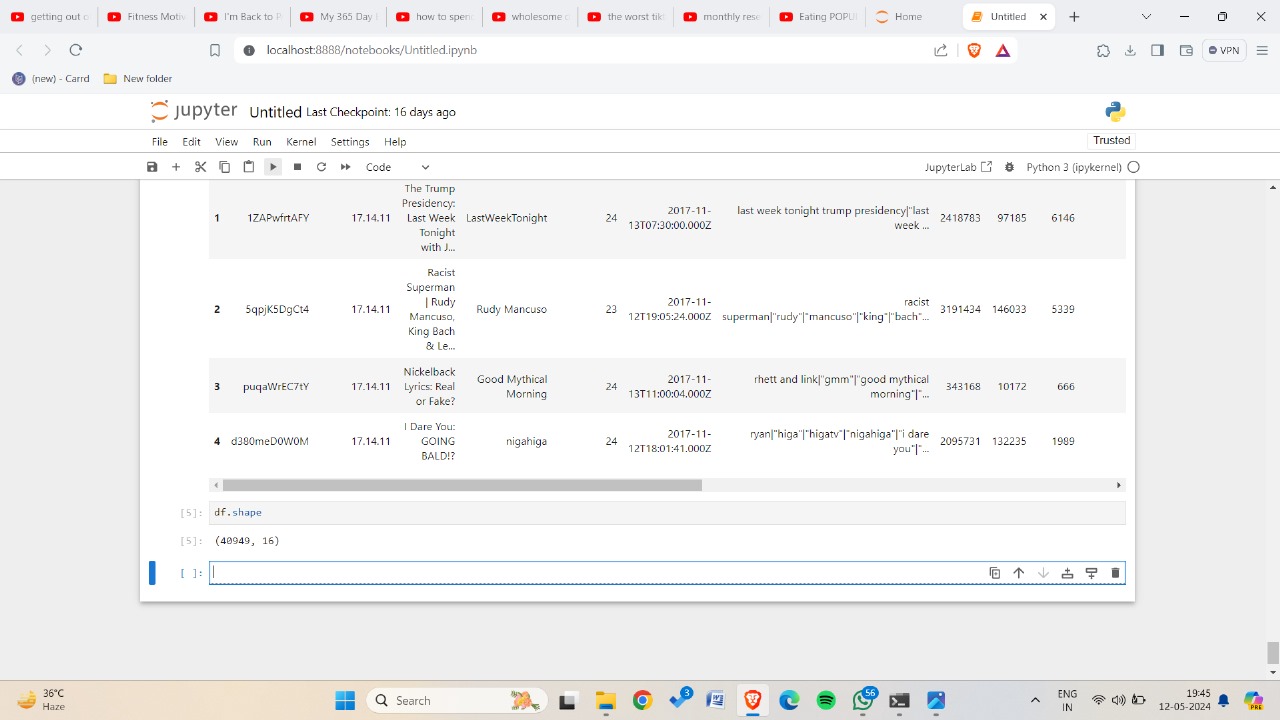 getting out o
Fitness Motiv
I'm Back to R
My 365 Day
how to spen
wholesome d
the worst tikt
monthly rese
Eating POPU
Home
Untitled
localhost:8888/notebooks/Untitled.ipynb
VPN
(new) - Carrd
New folder
jupyter Untitled Last Checkpoint: 16 days ago
File Edit View Run Kernel Settings Help
Trusted
Code
JupyterLab
Python 3 (ipykernel)
The Trump
Presidency:
1 1ZAPwfrtAFY 17.14.11 Last Week LastWeekTonight 24 2017-11- last week tonight trump presidency|"last 2418783 97185 6146
Tonight 13T07:30:00.000Z week ...
with J...
Racist
Superman
2 5qpjK5DgCt4 17.14.11 | Rudy Rudy Mancuso 23 2017-11- racist 3191434 146033 5339
Mancuso, 12T19:05:24.000Z superman|"rudy"|"mancuso"|"king"|"bach"...
King Bach
& Le...
Nickelback
3 puqaWrEC7tY 17.14.11 Lyrics: Real Good Mythical 24 2017-11- rhett and link|"gmm"|"good mythical 343168 10172 666
or Fake? Morning 13T11:00:04.000Z morning"|"...
I Dare You:
4 d380meD0W0M 17.14.11 GOING nigahiga 24 2017-11- ryan|"higa"|"higatv"|"nigahiga"|"i dare 2095731 132235 1989
BALD!? 12T18:01:41.000Z you"|"...
[5]: df.shape
[5]: (40949, 16)
[ ]:
36°C
Haze
Search
3
56
ENG
IN
19:45
12-05-2024
PRE